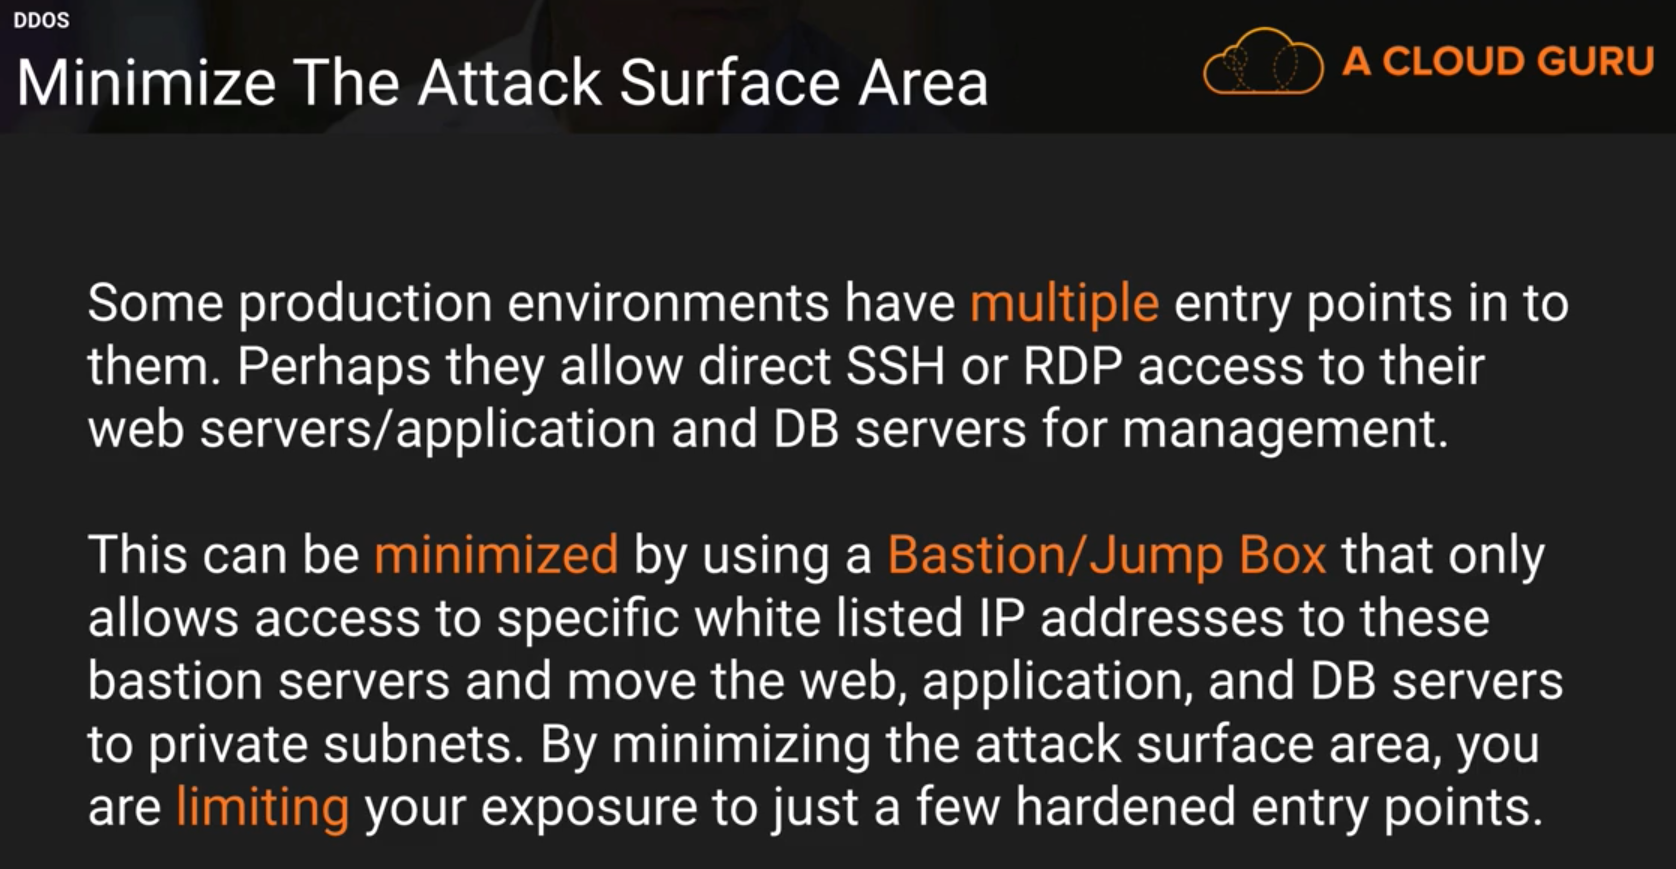 DDOS
Minimize The Attack Surface Area
A CLOUD GURU
Some production environments have multiple entry points in to
them. Perhaps they allow direct SSH or RDP access to their
web servers/application and DB servers for management.
This can be minimized by using a Bastion/Jump Box that only
allows access to specific white listed IP addresses to these
bastion servers and move the web, application, and DB servers
to private subnets. By minimizing the attack surface area, you
are limiting your exposure to just a few hardened entry points.